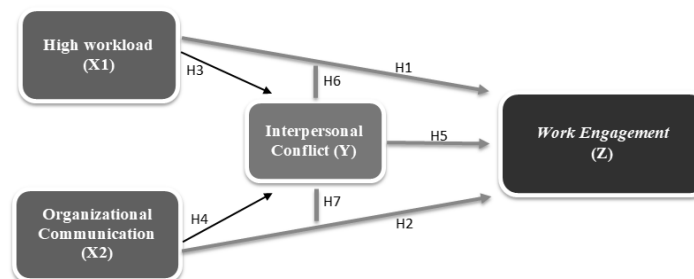 High workload
(X1)
H3
H6
H1
Interpersonal
Conflict (Y)
H5
Work Engagement
(Z)
H7
H4
H2
Organizational
Communication
(X2)